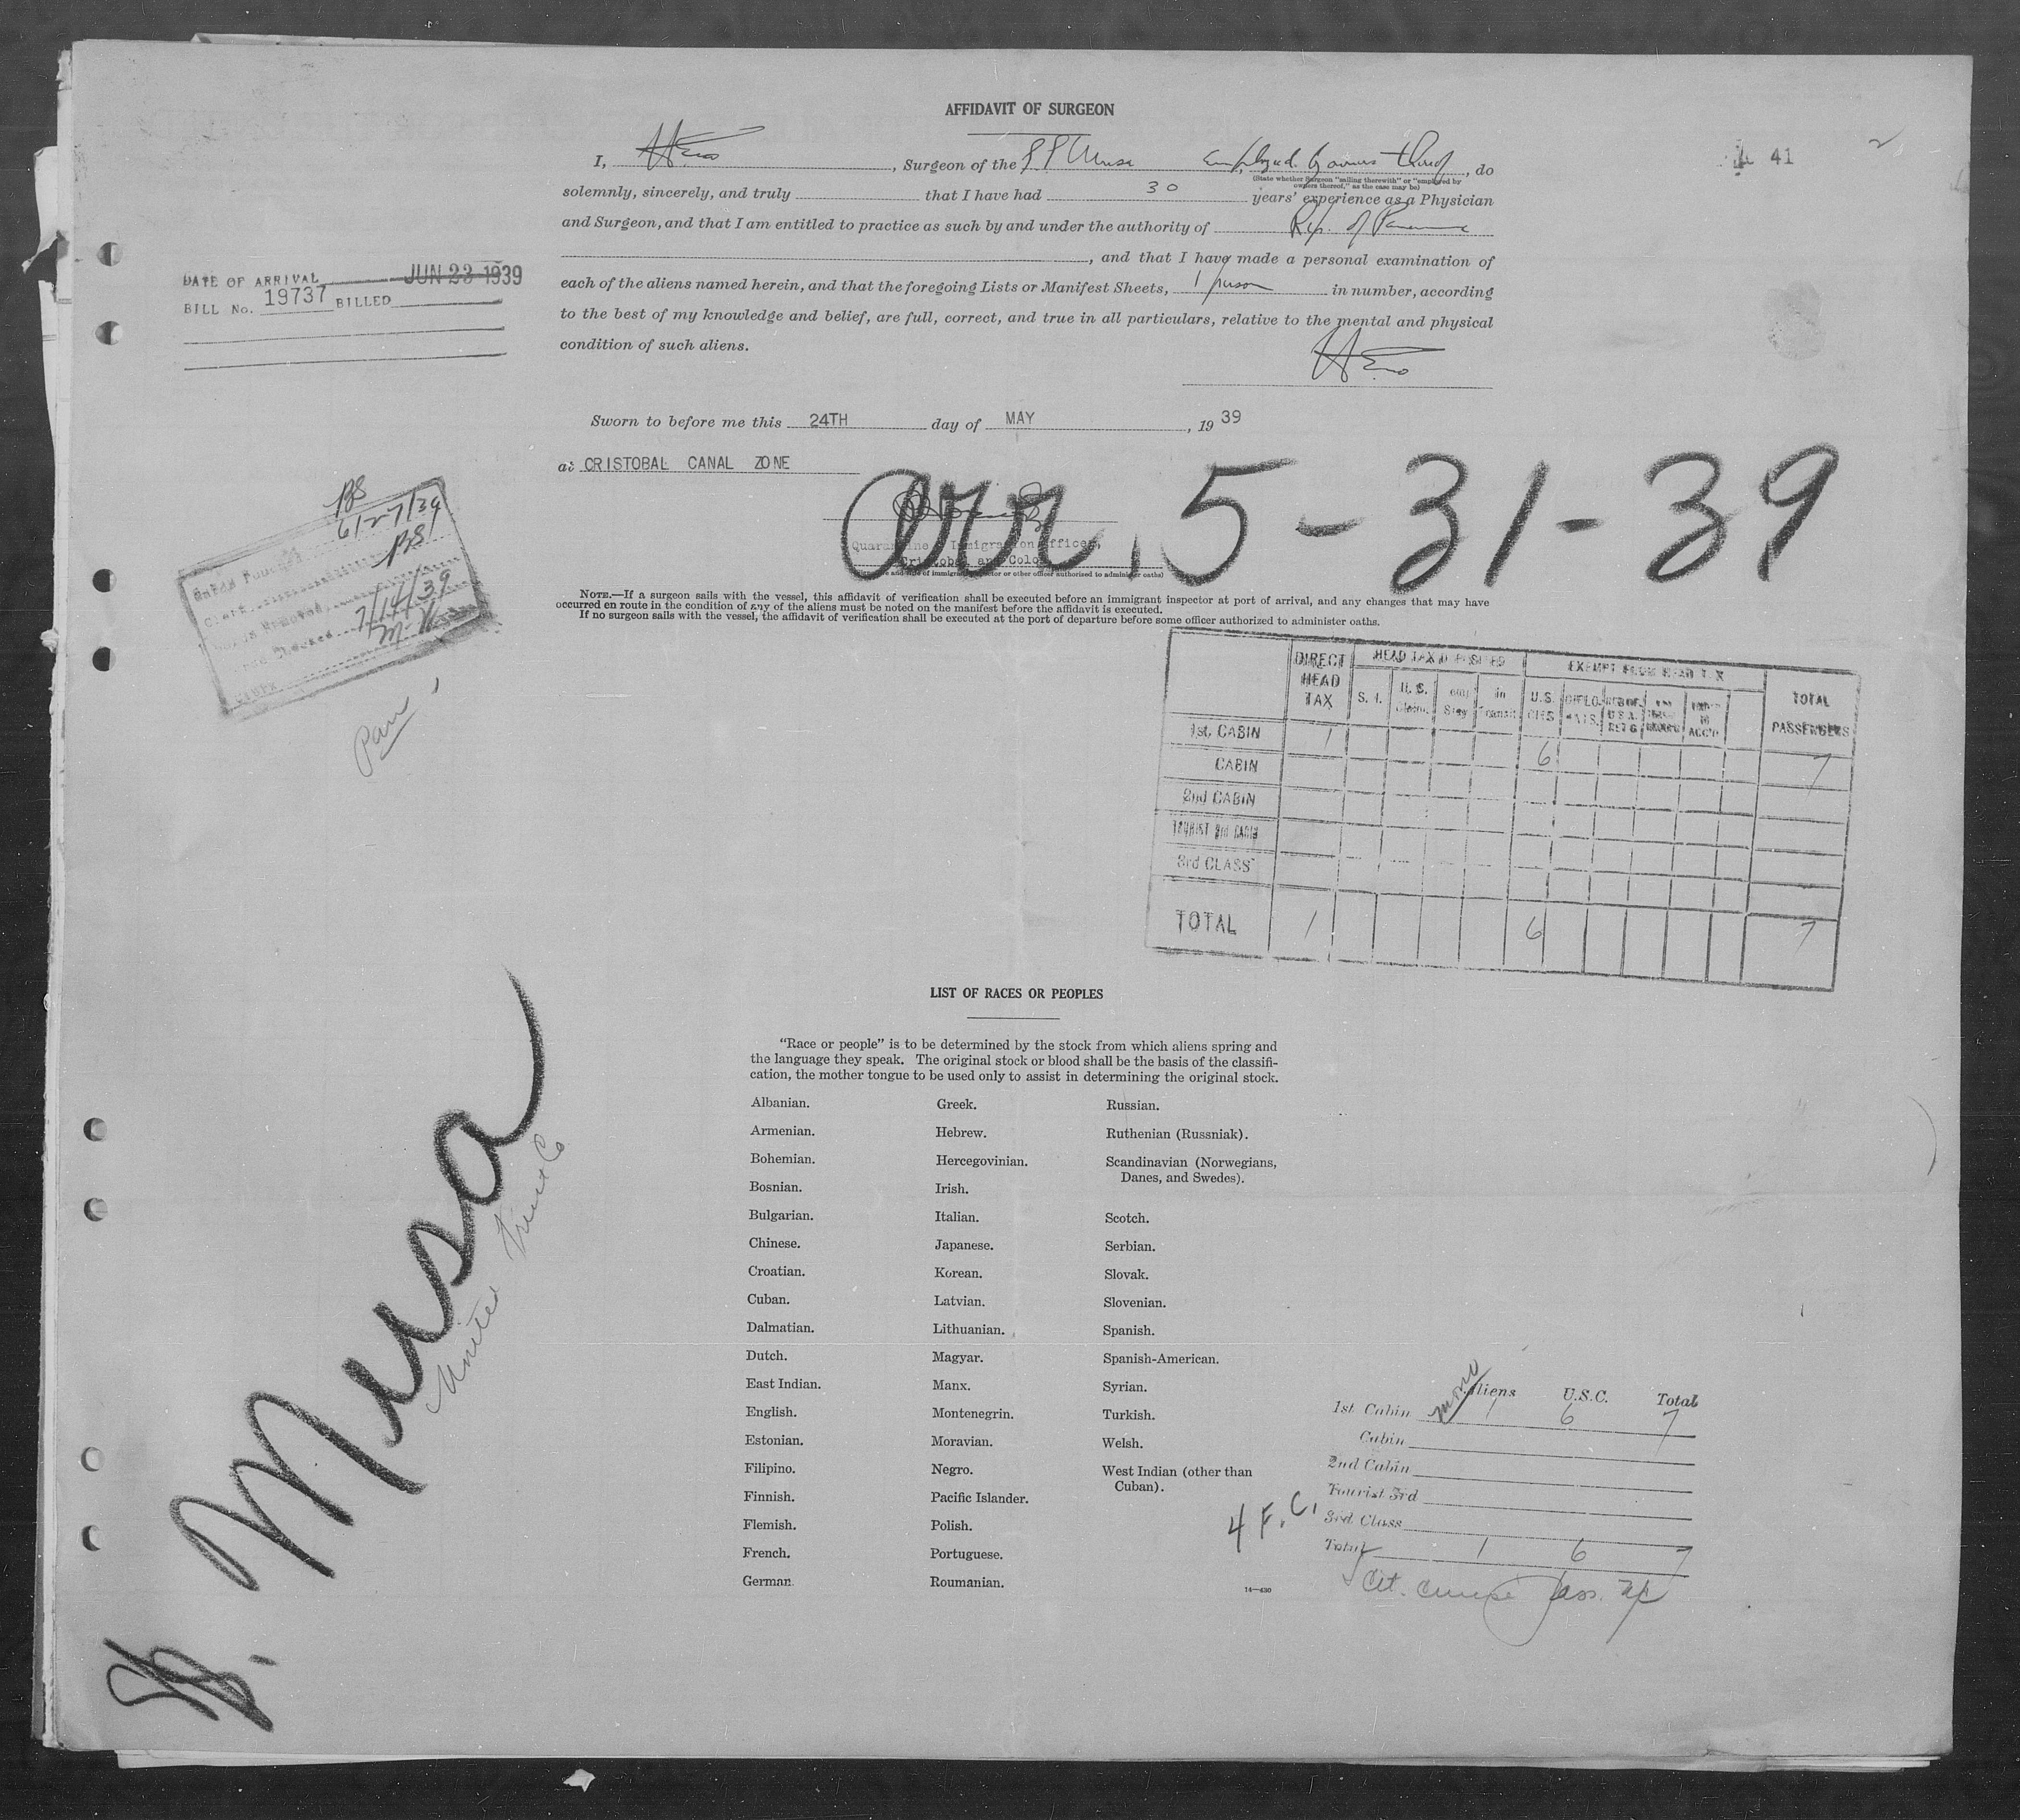 AFFIDAVIT OF SURGEON
41
I, , Surgeon of the SS Musa Employed by owners thereof, do
(State whether Surgeon "sailing therewith" or "employed by
owners thereof," as the case may be)
solemnly, sincerely, and truly that I have had 30 years' experience as a Physician
and Surgeon, and that I am entitled to practice as such by and under the authority of Rep. of Panama
, and that I have made a personal examination of
each of the aliens named herein, and that the foregoing Lists or Manifest Sheets, 1 person in number, according
to the best of my knowledge and belief, are full, correct, and true in all particulars, relative to the mental and physical
condition of such aliens.
DATE OF ARRIVAL JUN 23 1939
BILL No. 19737 BILLED
Sworn to before me this 24TH day of MAY, 19 39
at CRISTOBAL CANAL ZONE
arr. 5-31-39
Quarantine Immigration Officer,
Cristobal and Colon
NOTE.—If a surgeon sails with the vessel, this affidavit of verification shall be executed before an immigrant inspector at port of arrival, and any changes that may have
occurred en route in the condition of any of the aliens must be noted on the manifest before the affidavit is executed.
If no surgeon sails with the vessel, the affidavit of verification shall be executed at the port of departure before some officer authorized to administer oaths.
BS
6/27/39
BS
Clerk
7/14/39
M.K.
Clerk
DIRECT HEAD TAX
HEAD TAX DEPOSITED
EXEMPT FROM HEAD TAX
TOTAL PASSENGERS
S. I.
U. S.
Stay
In Transit
U.S. CITS
DIPLOMATS.
1st. CABIN 1 6 7
CABIN
2nd CABIN
TOURIST 3rd CABIN
3rd CLASS
TOTAL 1 6 7
LIST OF RACES OR PEOPLES
"Race or people" is to be determined by the stock from which aliens spring and
the language they speak. The original stock or blood shall be the basis of the classifi-
cation, the mother tongue to be used only to assist in determining the original stock.
Albanian.
Armenian.
Bohemian.
Bosnian.
Bulgarian.
Chinese.
Croatian.
Cuban.
Dalmatian.
Dutch.
East Indian.
English.
Estonian.
Filipino.
Finnish.
Flemish.
French.
German.
Greek.
Hebrew.
Hercegovinian.
Irish.
Italian.
Japanese.
Korean.
Latvian.
Lithuanian.
Magyar.
Manx.
Montenegrin.
Moravian.
Negro.
Pacific Islander.
Polish.
Portuguese.
Roumanian.
Russian.
Ruthenian (Russniak).
Scandinavian (Norwegians,
Danes, and Swedes).
Scotch.
Serbian.
Slovak.
Slovenian.
Spanish.
Spanish-American.
Syrian.
Turkish.
Welsh.
West Indian (other than
Cuban).
14—430
SS. Musa
United Fruit Co
Aliens U.S.C. Total
1st Cabin 1 6 7
Cabin
2nd Cabin
Tourist 3rd
3rd Class
Total 1 6 7
4 F.C.